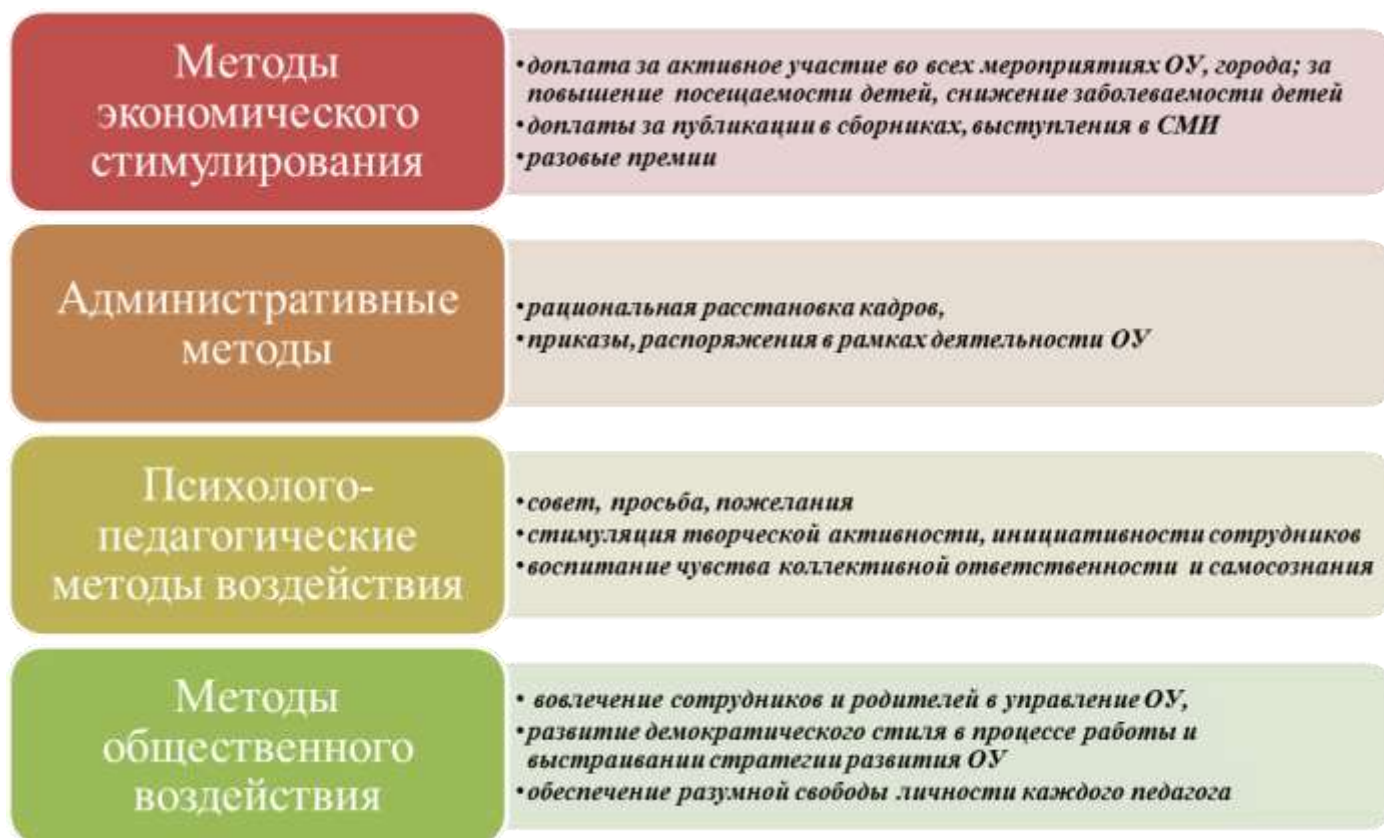 Методы
экономического
стимулирования
•доплата за активное участие во всех мероприятиях ОУ, города; за
повышение посещаемости детей, снижение заболеваемости детей
•доплаты за публикации в сборниках, выступления в СМИ
•разовые премии
Административные
методы
•рациональная расстановка кадров,
•приказы, распоряжения в рамках деятельности ОУ
Психолого-
педагогические
методы воздействия
•совет, просьба, пожелания
•стимуляция творческой активности, инициативности сотрудников
•воспитание чувства коллективной ответственности и самосознания
Методы
общественного
воздействия
• вовлечение сотрудников и родителей в управление ОУ,
•развитие демократического стиля в процессе работы и
выстраивании стратегии развития ОУ
•обеспечение разумной свободы личности каждого педагога